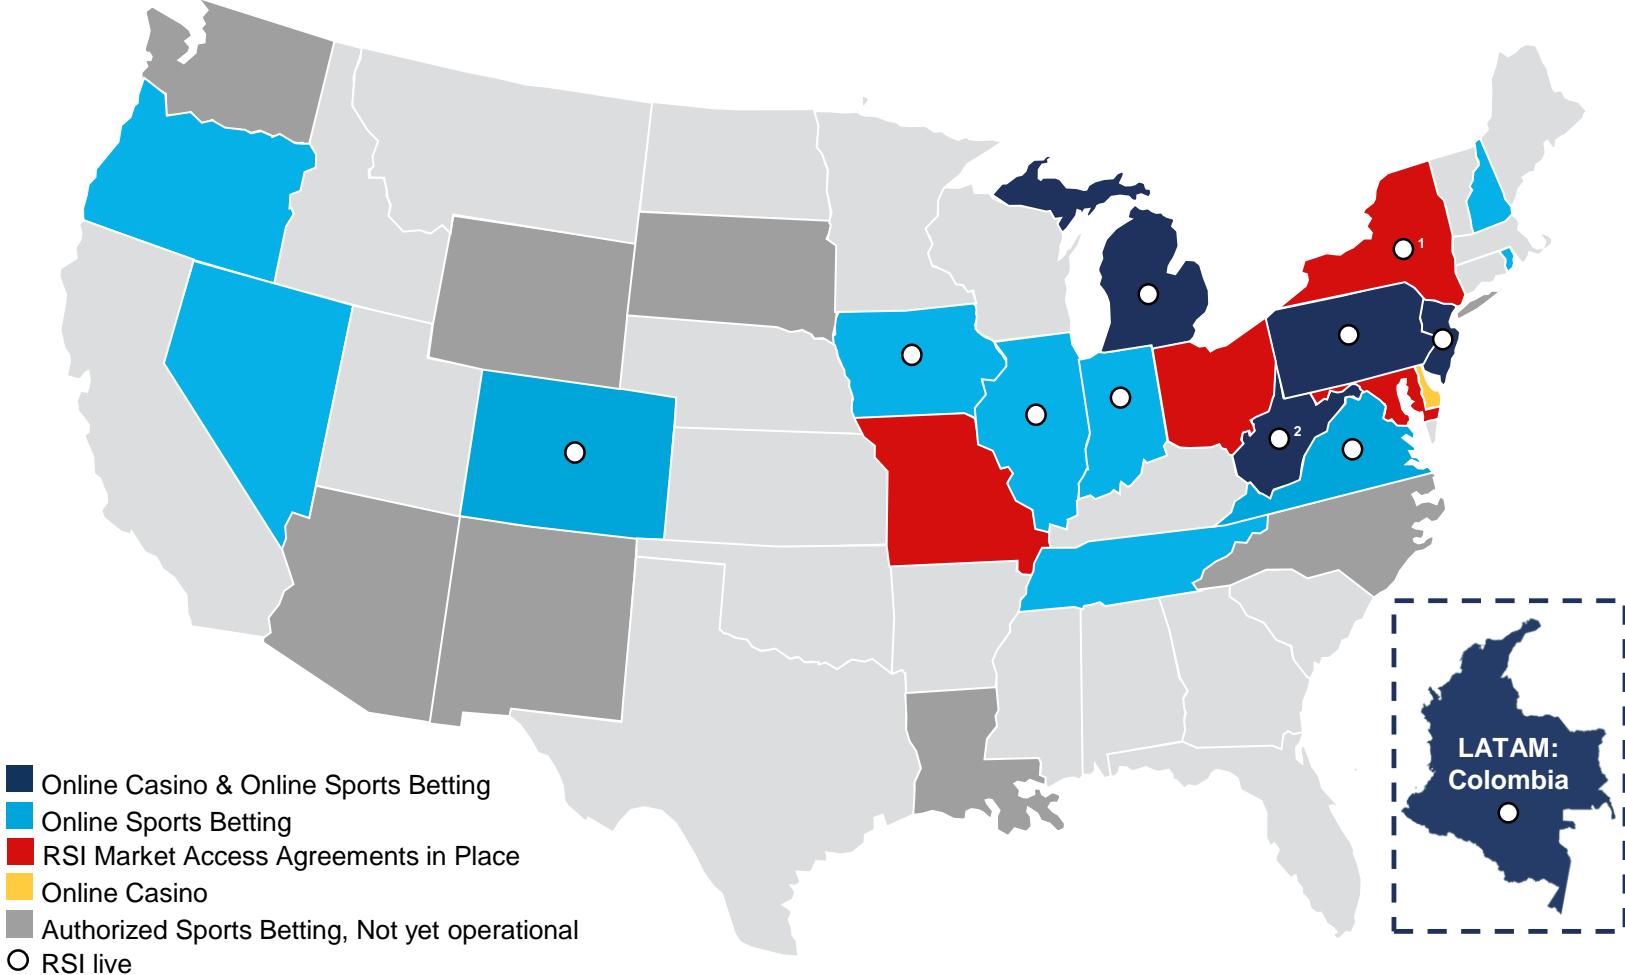 1
2
LATAM:
Colombia
Online Casino & Online Sports Betting
Online Sports Betting
RSI Market Access Agreements in Place
Online Casino
Authorized Sports Betting, Not yet operational
RSI live